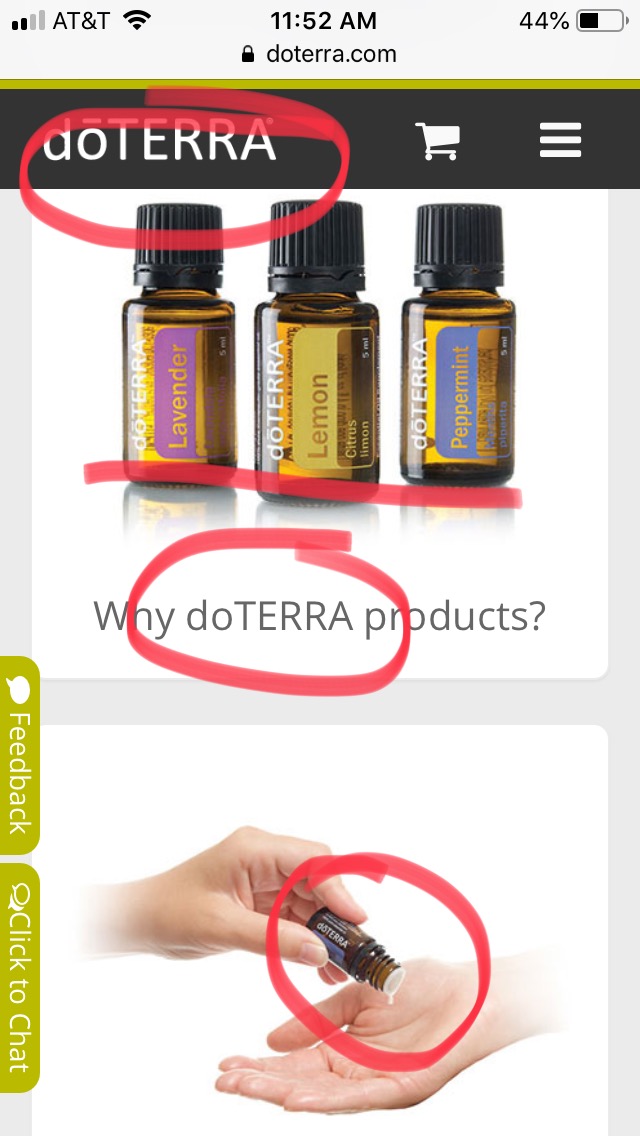 AT&T 11:52 AM 44%
doterra.com
dōTERRA®
dōTERRA
Lavender
5 ml
dōTERRA
Lemon
Citrus
limon
5 ml
dōTERRA
Peppermint
piperita
5 ml
Why doTERRA products?
Feedback
dōTERRA
Click to Chat